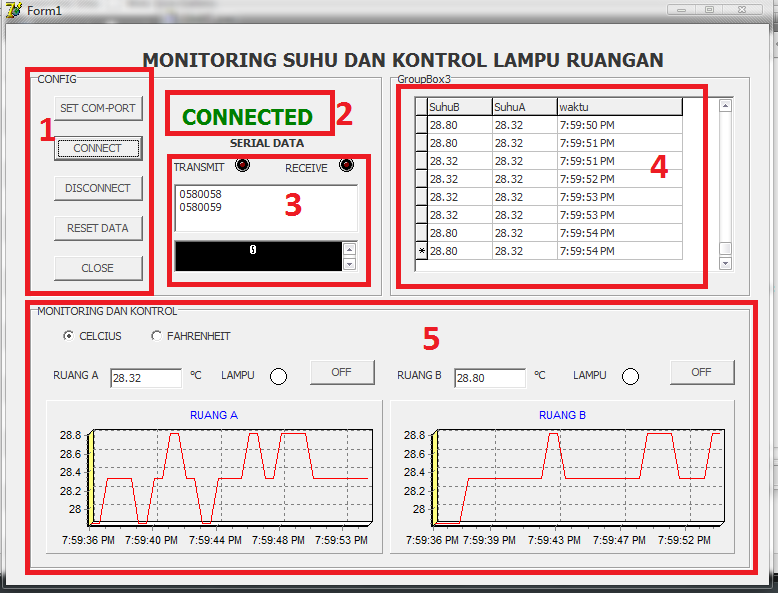 Form1
MONITORING SUHU DAN KONTROL LAMPU RUANGAN
CONFIG
SET COM-PORT
CONNECT
DISCONNECT
RESET DATA
CLOSE
1
CONNECTED
2
SERIAL DATA
TRANSMIT RECEIVE
0580058
0580059
3
0
GroupBox3
SuhuB SuhuA waktu
28.80 28.32 7:59:50 PM
28.80 28.32 7:59:51 PM
28.32 28.32 7:59:51 PM
28.32 28.32 7:59:52 PM
28.32 28.32 7:59:53 PM
28.32 28.32 7:59:53 PM
28.80 28.32 7:59:54 PM
* 28.80 28.32 7:59:54 PM
4
MONITORING DAN KONTROL
CELCIUS FAHRENHEIT
5
RUANG A 28.32 ºC LAMPU OFF
RUANG B 28.80 ºC LAMPU OFF
RUANG A
28.8
28.6
28.4
28.2
28
7:59:36 PM 7:59:40 PM 7:59:44 PM 7:59:48 PM 7:59:53 PM
RUANG B
28.8
28.6
28.4
28.2
28
7:59:36 PM 7:59:39 PM 7:59:43 PM 7:59:47 PM 7:59:52 PM